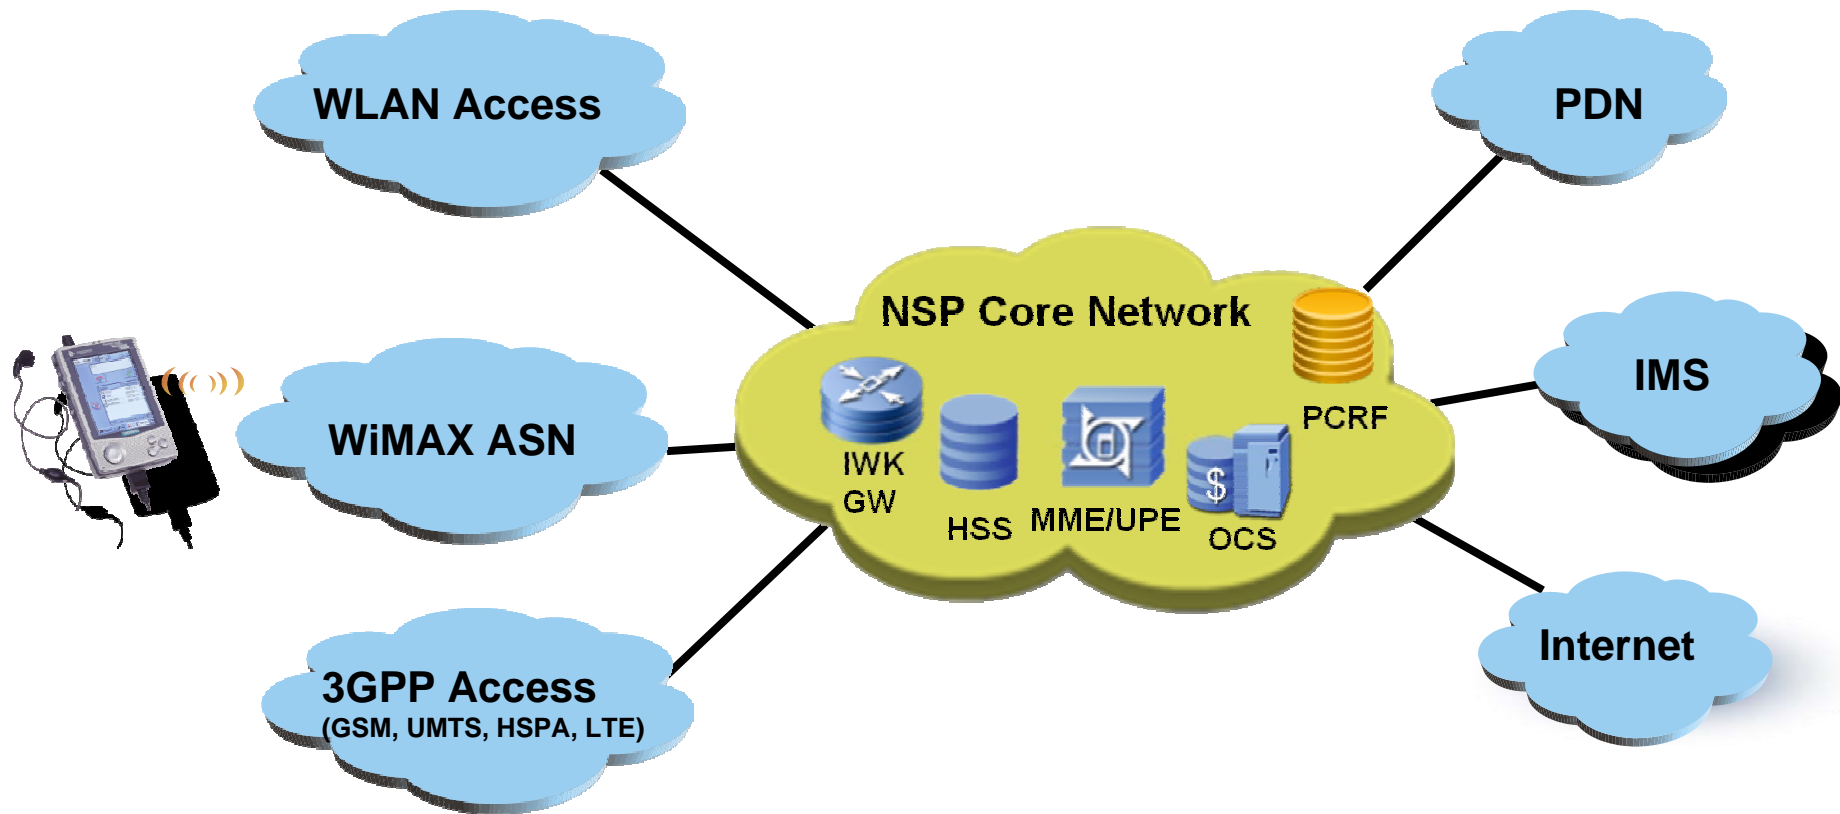 WLAN Access
PDN
NSP Core Network
IMS
PCRF
WiMAX ASN
IWK
GW
HSS
MME/UPE
$
OCS
Internet
3GPP Access
(GSM, UMTS, HSPA, LTE)